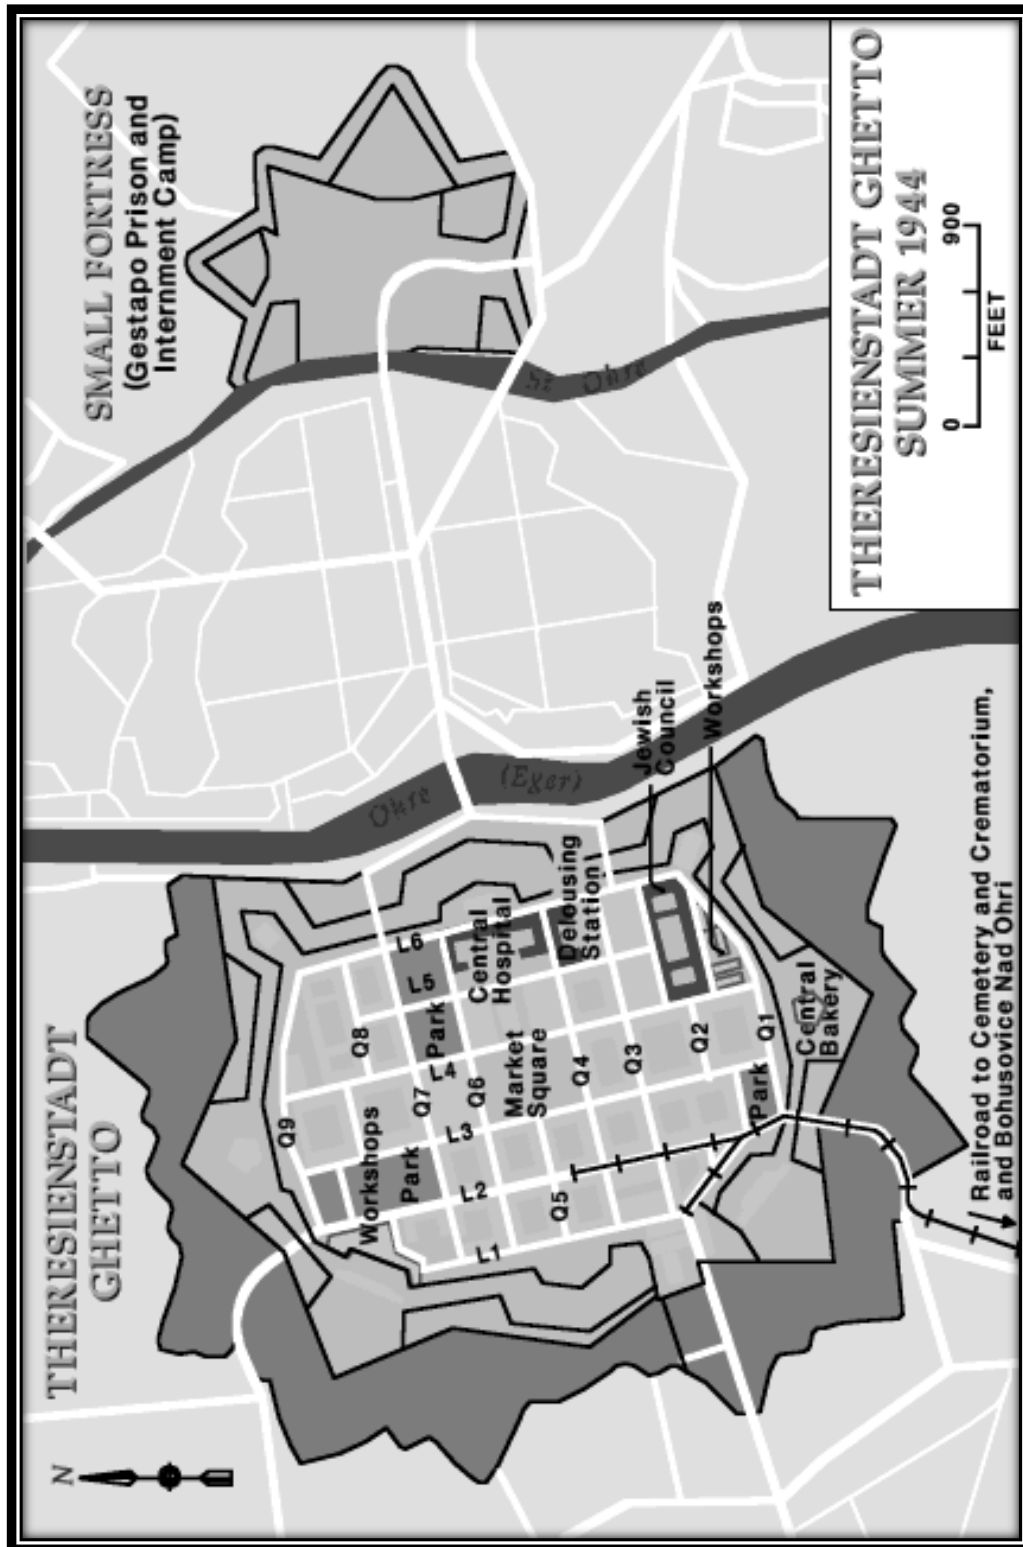 THERESIENSTADT
GHETTO
N
SMALL FORTRESS
(Gestapo Prison and
Internment Camp)
Q9
Q8
Workshops
Park
Q7
L4
Park
L5
L6
L1
L2
L3
Q6
Central
Hospital
Market
Square
Q5
Q4
Delousing
Station
Q3
Q2
Q1
Park
Central
Bakery
Jewish
Council
Workshops
Ohre
(Eger)
Ohre
Railroad to Cemetery and Crematorium,
and Bohusovice Nad Ohri
THERESIENSTADT GHETTO
SUMMER 1944
0
900
FEET